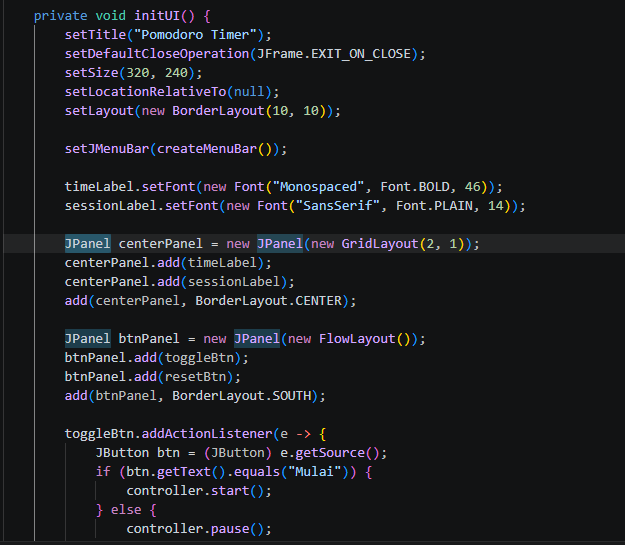 private void initUI() {
setTitle("Pomodoro Timer");
setDefaultCloseOperation(JFrame.EXIT_ON_CLOSE);
setSize(320, 240);
setLocationRelativeTo(null);
setLayout(new BorderLayout(10, 10));
setJMenuBar(createMenuBar());
timeLabel.setFont(new Font("Monospaced", Font.BOLD, 46));
sessionLabel.setFont(new Font("SansSerif", Font.PLAIN, 14));
JPanel centerPanel = new JPanel(new GridLayout(2, 1));
centerPanel.add(timeLabel);
centerPanel.add(sessionLabel);
add(centerPanel, BorderLayout.CENTER);
JPanel btnPanel = new JPanel(new FlowLayout());
btnPanel.add(toggleBtn);
btnPanel.add(resetBtn);
add(btnPanel, BorderLayout.SOUTH);
toggleBtn.addActionListener(e -> {
JButton btn = (JButton) e.getSource();
if (btn.getText().equals("Mulai")) {
controller.start();
} else {
controller.pause();